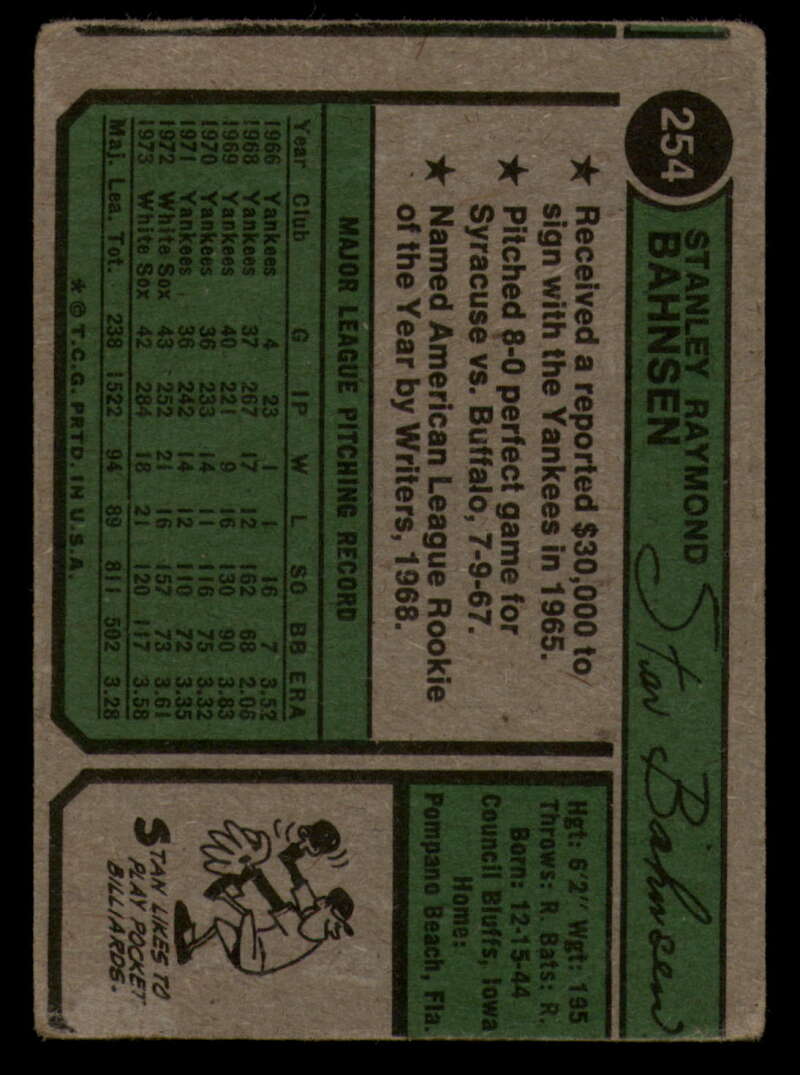 254
STANLEY RAYMOND
BAHNSEN
Stan Bahnsen
★ Received a reported $30,000 to
sign with the Yankees in 1965.
★ Pitched 8-0 perfect game for
Syracuse vs. Buffalo, 7-9-67.
★ Named American League Rookie
of the Year by Writers, 1968.
MAJOR LEAGUE PITCHING RECORD
Year Club G IP W L SO BB ERA
1966 Yankees 4 23 1 1 16 7 3.52
1968 Yankees 37 267 17 12 162 68 2.06
1969 Yankees 40 221 9 16 130 90 3.83
1970 Yankees 36 233 14 11 116 75 3.32
1971 Yankees 36 242 14 12 110 72 3.35
1972 White Sox 43 252 21 16 157 73 3.61
1973 White Sox 42 284 18 21 120 117 3.58
Maj. Lea. Tot. 238 1522 94 89 811 502 3.28
* © T.C.G. PRTD. IN U.S.A.
Hgt: 6'2" Wgt: 195
Throws: R. Bats: R.
Born: 12-15-44
Council Bluffs, Iowa
Home:
Pompano Beach, Fla.
STAN LIKES TO
PLAY POCKET
BILLIARDS.